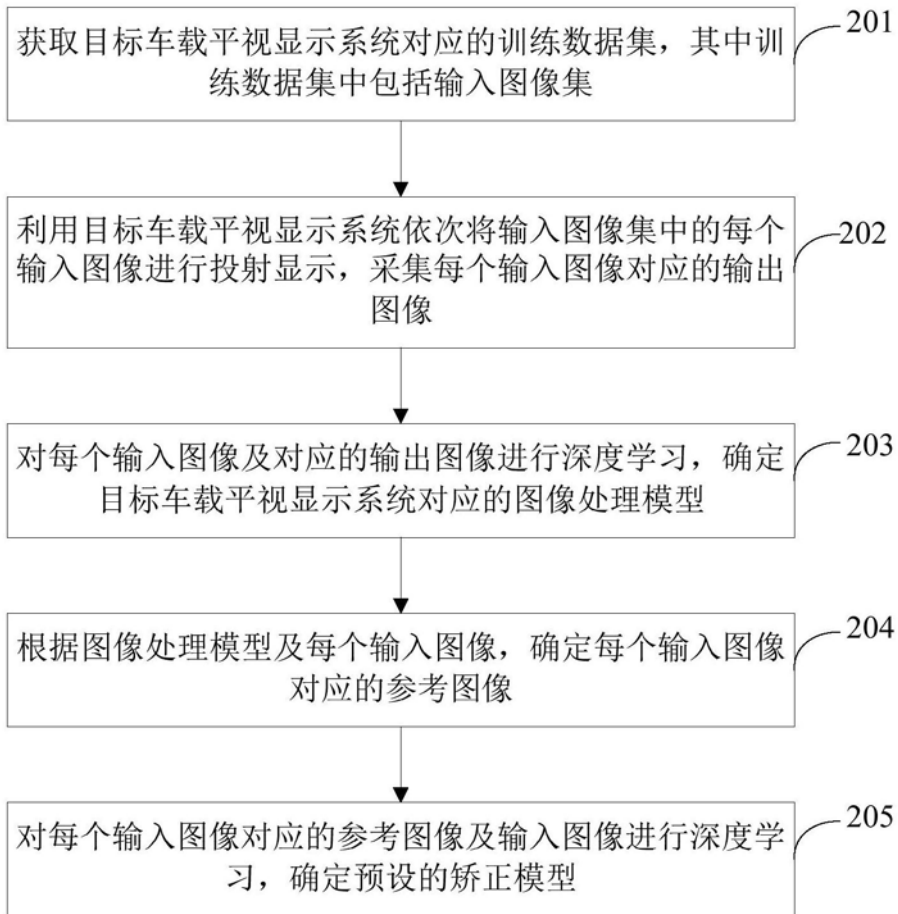 获取目标车载平视显示系统对应的训练数据集，其中训
练数据集中包括输入图像集
201
利用目标车载平视显示系统依次将输入图像集中的每个
输入图像进行投射显示，采集每个输入图像对应的输出
图像
202
对每个输入图像及对应的输出图像进行深度学习，确定
目标车载平视显示系统对应的图像处理模型
203
根据图像处理模型及每个输入图像，确定每个输入图像
对应的参考图像
204
对每个输入图像对应的参考图像及输入图像进行深度学
习，确定预设的矫正模型
205